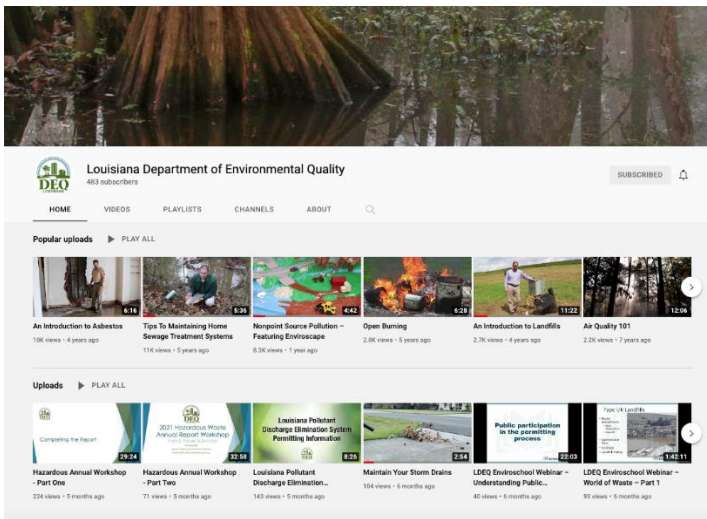 DEQ
LOUISIANA
Louisiana Department of Environmental Quality
483 subscribers
SUBSCRIBED
HOME VIDEOS PLAYLISTS CHANNELS ABOUT
Popular uploads PLAY ALL
6:16 5:36 4:42 6:28 11:22 12:06
An Introduction to Asbestos
18K views • 4 years ago
Tips To Maintaining Home
Sewage Treatment Systems
11K views • 5 years ago
Nonpoint Source Pollution –
Featuring Enviroscape
8.3K views • 1 year ago
Open Burning
2.8K views • 5 years ago
An Introduction to Landfills
2.7K views • 4 years ago
Air Quality 101
2.2K views • 7 years ago
Uploads PLAY ALL
Completing the Report
29:24
DEQ
2021 Hazardous Waste
Annual Report Workshop
32:58
Louisiana Pollutant
Discharge Elimination System
Permitting Information
8:26
2:54
Public participation
in the permitting
process
22:03
Type I/II Landfills
1:42:11
Hazardous Annual Workshop
- Part One
224 views • 5 months ago
Hazardous Annual Workshop
- Part Two
71 views • 5 months ago
Louisiana Pollutant
Discharge Elimination...
143 views • 5 months ago
Maintain Your Storm Drains
104 views • 6 months ago
LDEQ Enviroschool Webinar –
Understanding Public...
40 views • 6 months ago
LDEQ Enviroschool Webinar –
World of Waste – Part 1
95 views • 6 months ago